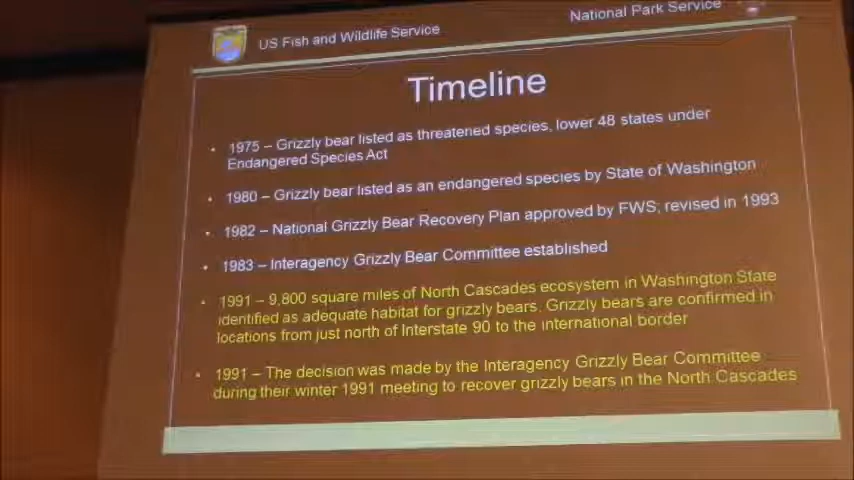 US Fish and Wildlife Service
National Park Service
Timeline
• 1975 – Grizzly bear listed as threatened species, lower 48 states under
Endangered Species Act
• 1980 – Grizzly bear listed as an endangered species by State of Washington
• 1982 – National Grizzly Bear Recovery Plan approved by FWS; revised in 1993
• 1983 – Interagency Grizzly Bear Committee established
• 1991 – 9,800 square miles of North Cascades ecosystem in Washington State
identified as adequate habitat for grizzly bears. Grizzly bears are confirmed in
locations from just north of Interstate 90 to the international border
• 1991 – The decision was made by the Interagency Grizzly Bear Committee
during their winter 1991 meeting to recover grizzly bears in the North Cascades